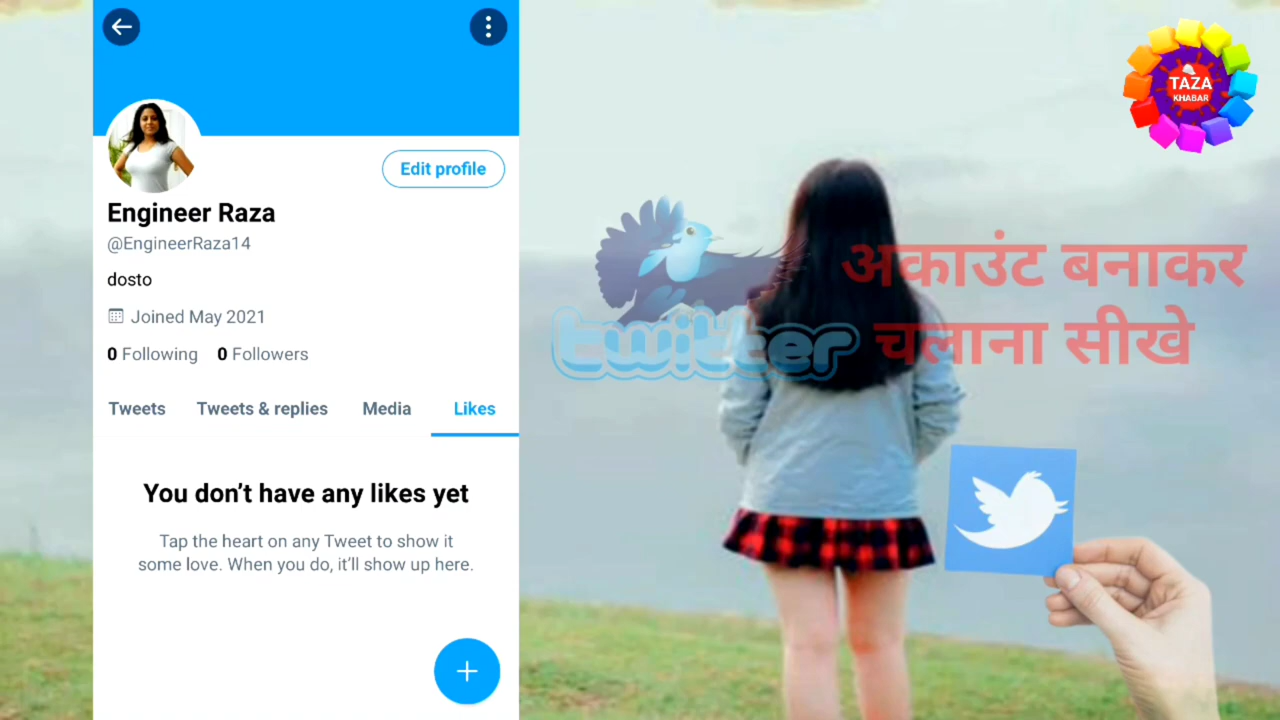 Edit profile
Engineer Raza
@EngineerRaza14
dosto
Joined May 2021
0 Following 0 Followers
Tweets Tweets & replies Media Likes
You don’t have any likes yet
Tap the heart on any Tweet to show it
some love. When you do, it’ll show up here.
twitter
अकाउंट बनाकर
चलाना सीखे
TAZA
KHABAR